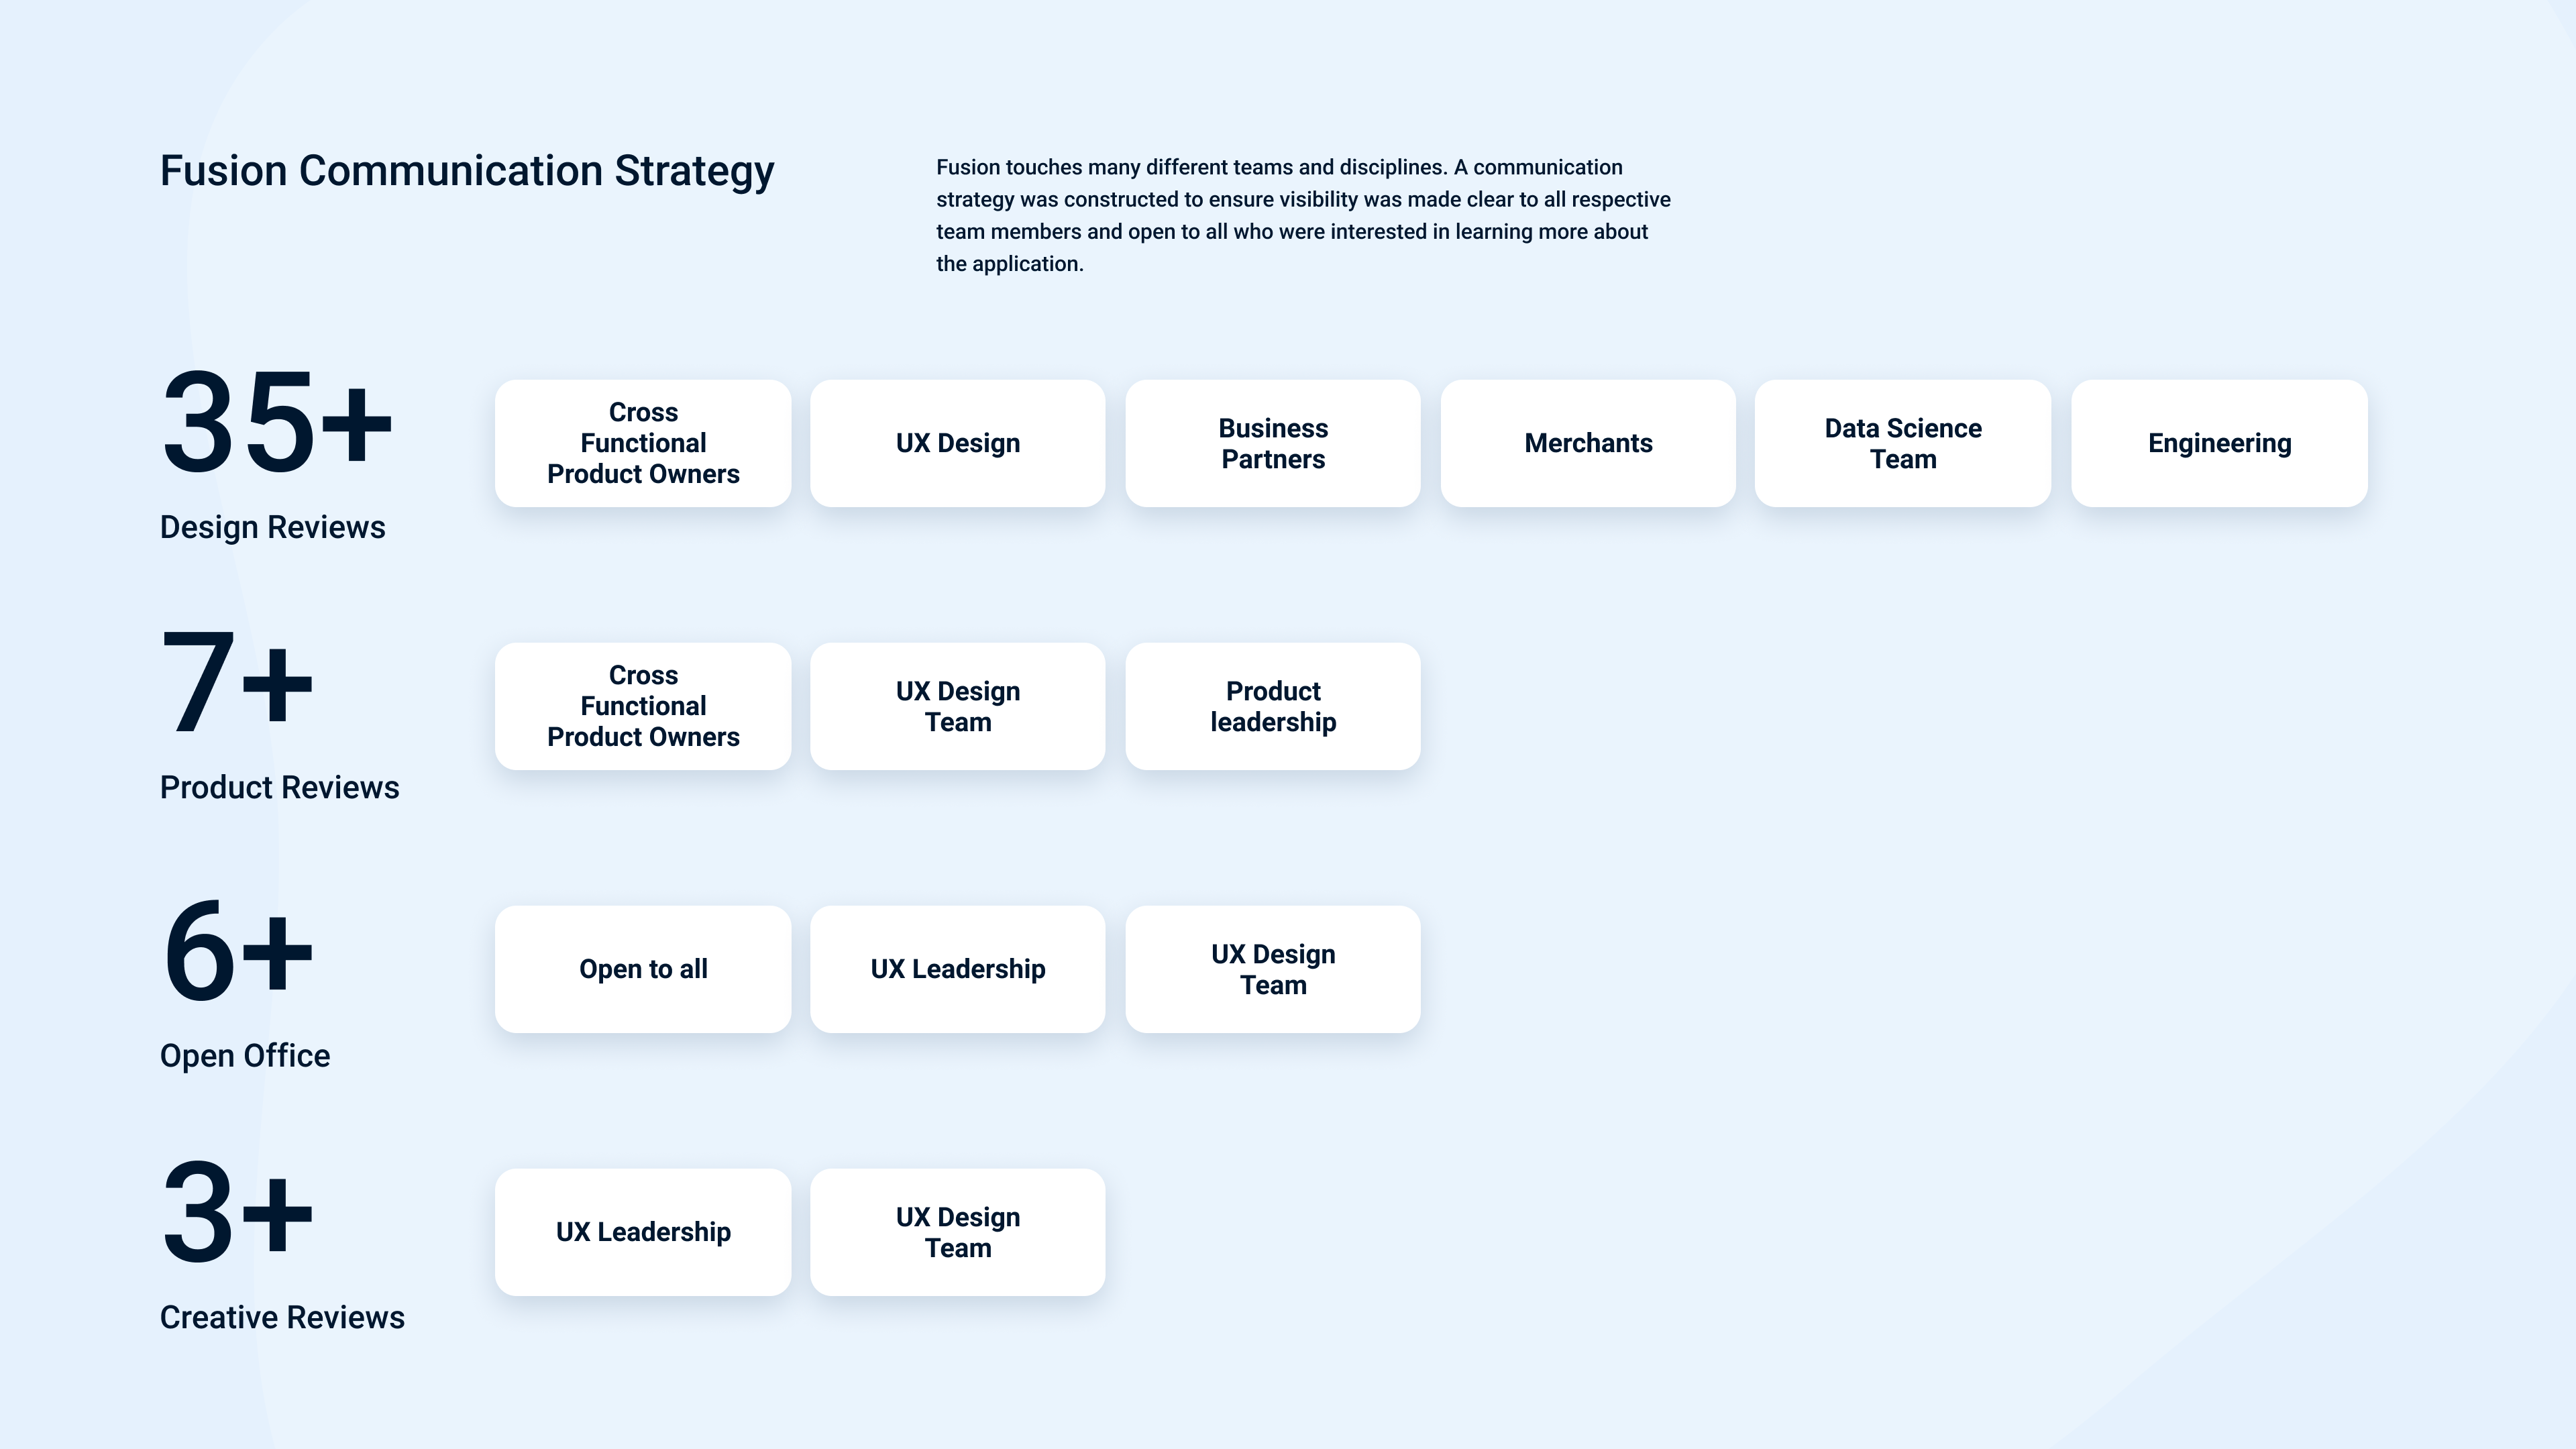 Fusion Communication Strategy
Fusion touches many different teams and disciplines. A communication
strategy was constructed to ensure visibility was made clear to all respective
team members and open to all who were interested in learning more about
the application.
35+
Design Reviews
Cross
Functional
Product Owners
UX Design
Business
Partners
Merchants
Data Science
Team
Engineering
7+
Product Reviews
Cross
Functional
Product Owners
UX Design
Team
Product
leadership
6+
Open Office
Open to all
UX Leadership
UX Design
Team
3+
Creative Reviews
UX Leadership
UX Design
Team